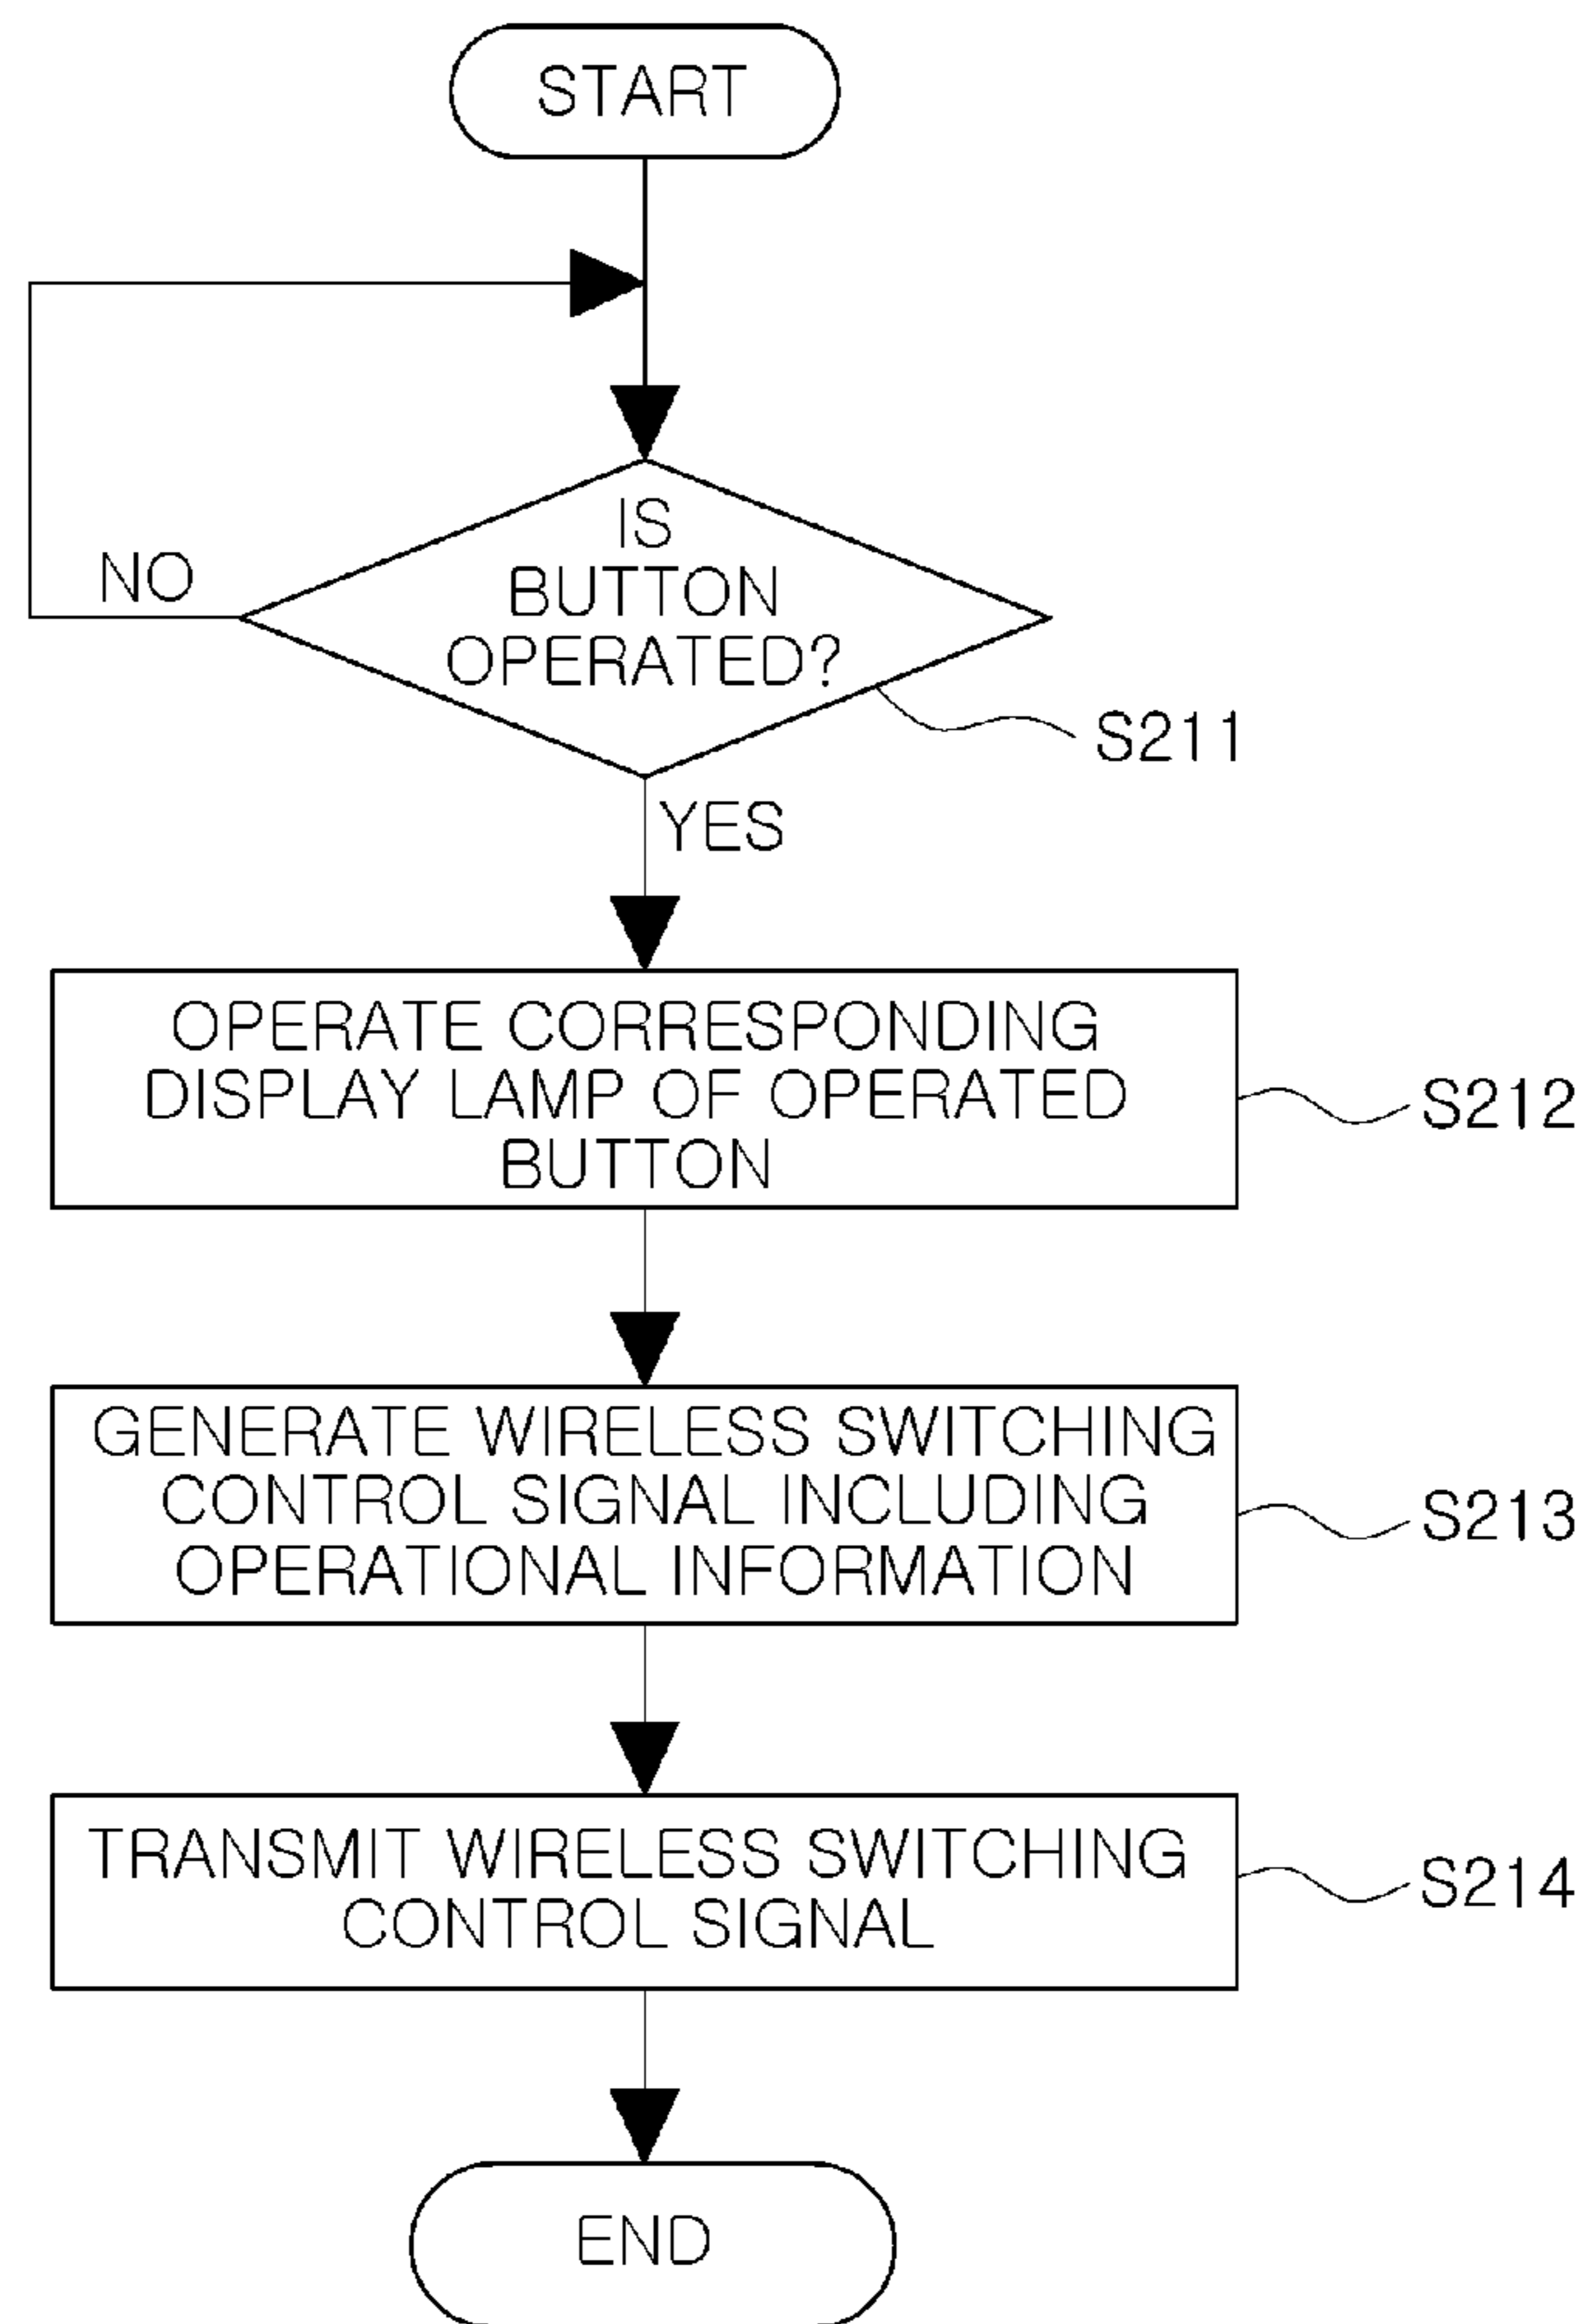 START
IS
BUTTON
OPERATED?
NO
S211
YES
OPERATE CORRESPONDING
DISPLAY LAMP OF OPERATED
BUTTON
S212
GENERATE WIRELESS SWITCHING
CONTROL SIGNAL INCLUDING
OPERATIONAL INFORMATION
S213
TRANSMIT WIRELESS SWITCHING
CONTROL SIGNAL
S214
END